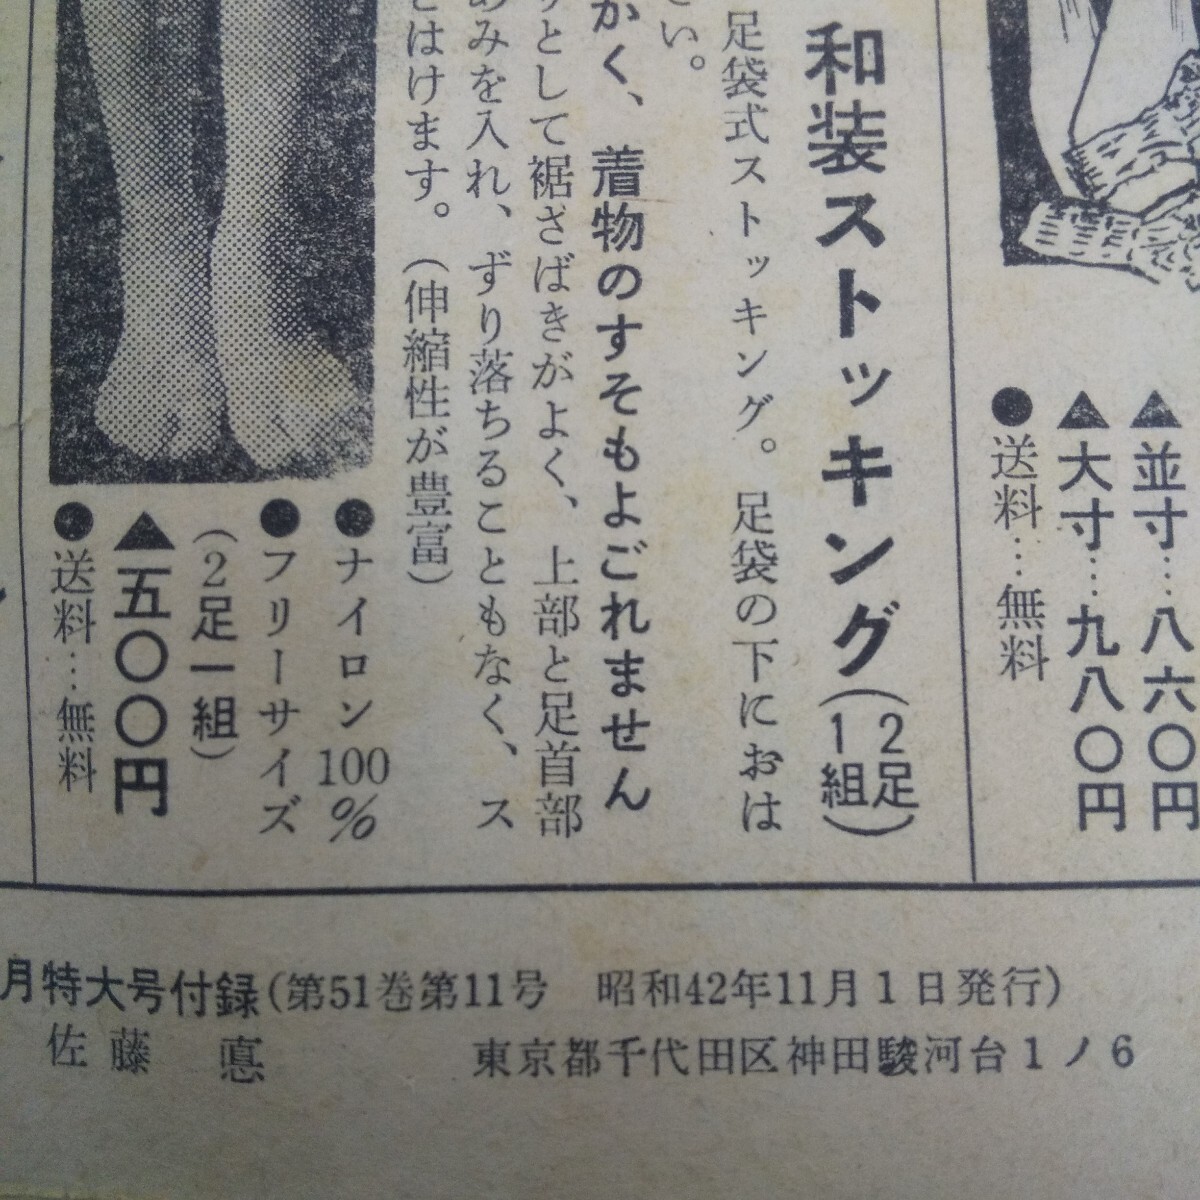 ▲並寸…八六〇円
▲大寸…九八〇円
●送料…無料
和装ストッキング(2足1組)
足袋式ストッキング。足袋の下におは
い。
かく、着物のすそもよごれません
りとして裾さばきがよく、上部と足首部
みを入れ、ずり落ちることもなく、ス
とはけます。(伸縮性が豊富)
●ナイロン100%
●フリーサイズ
(2足一組)
▲五〇〇円
●送料…無料
月特大号付録(第51巻第11号 昭和42年11月1日発行)
佐藤 悳 東京都千代田区神田駿河台1ノ6